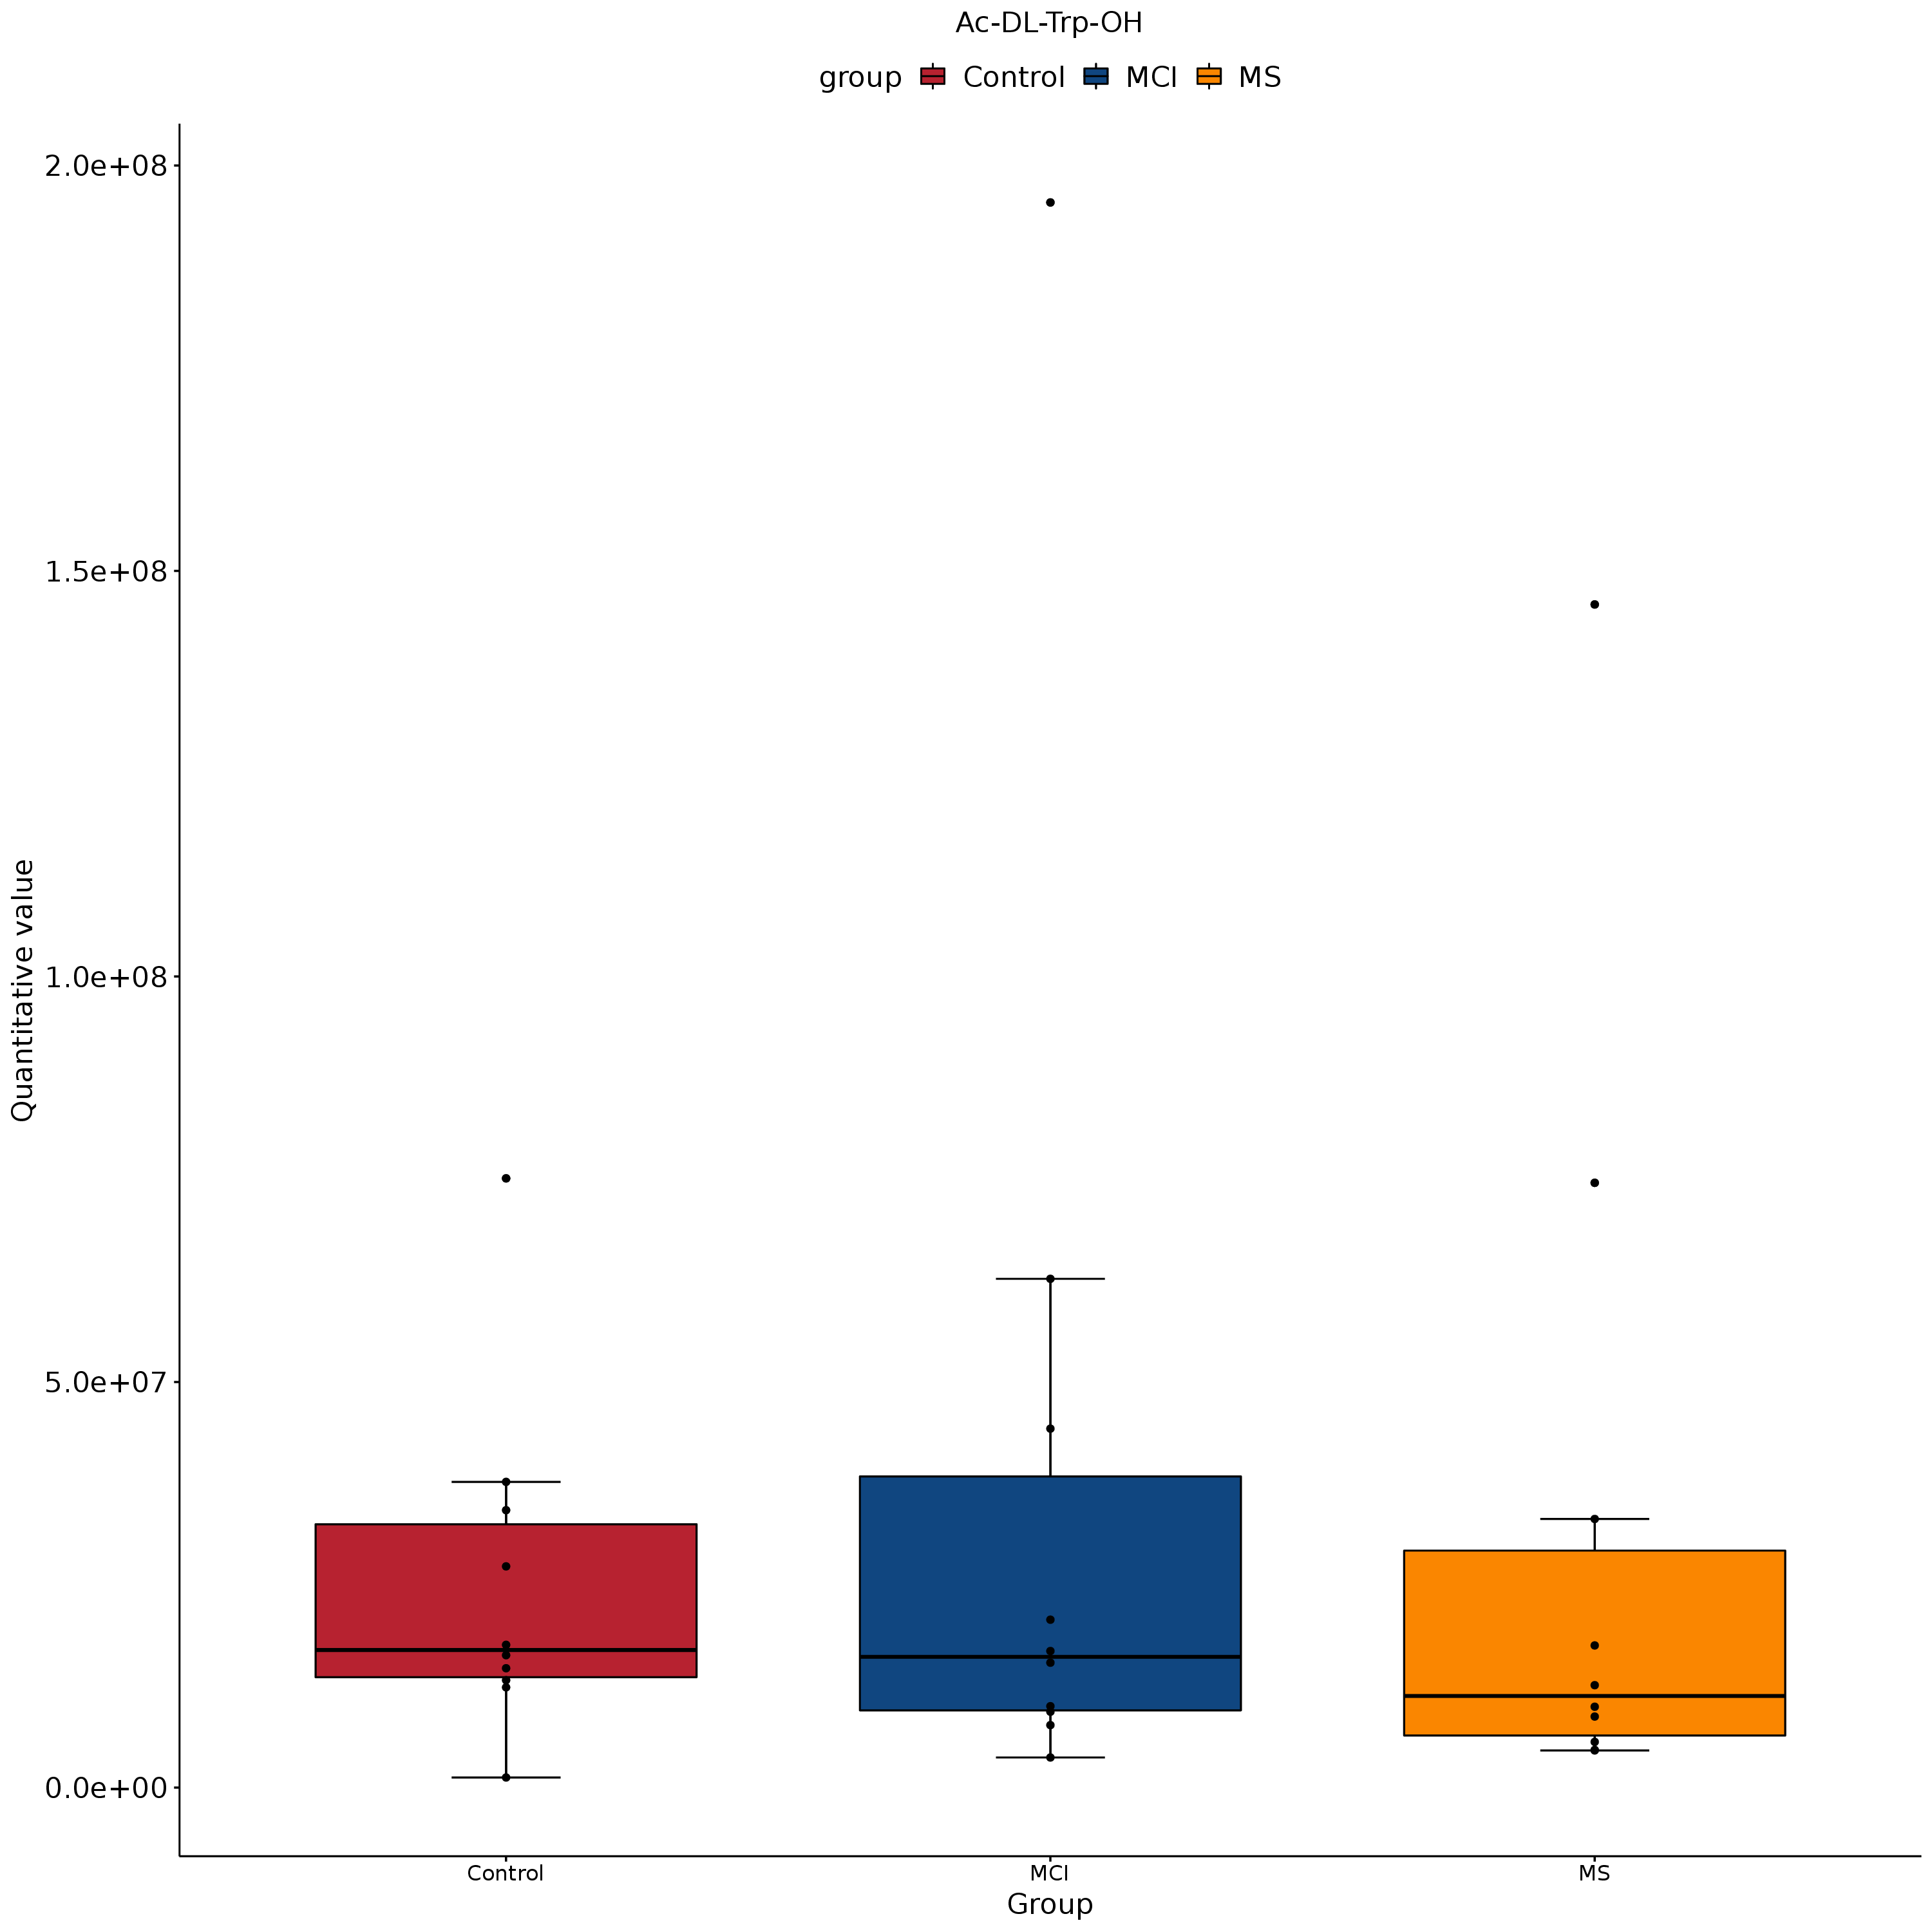 Ac-DL-Trp-OH
group Control MCI MS
2.0e+08
1.5e+08
1.0e+08
5.0e+07
0.0e+00
Quantitative value
Control MCI MS
Group